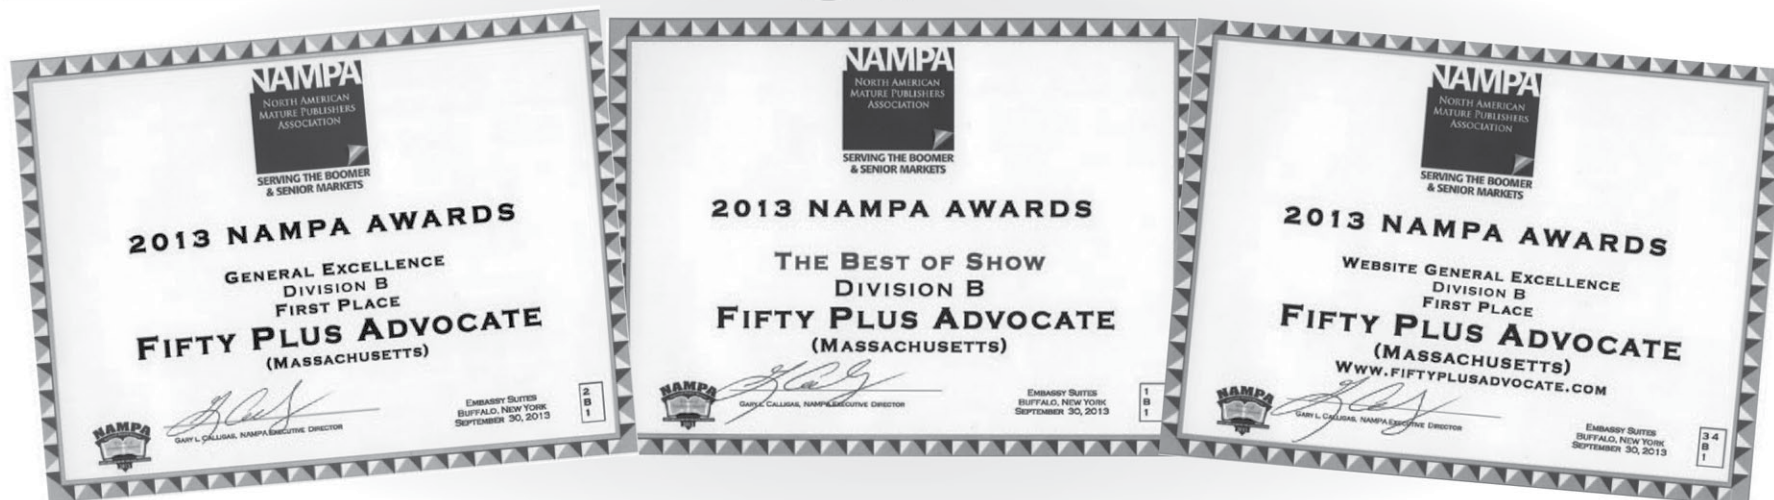 NAMPA
NORTH AMERICAN
MATURE PUBLISHERS
ASSOCIATION
SERVING THE BOOMER
& SENIOR MARKETS
2013 NAMPA AWARDS
GENERAL EXCELLENCE
DIVISION B
FIRST PLACE
FIFTY PLUS ADVOCATE
(MASSACHUSETTS)
NAMPA
GARY L. CALLIGAS, NAMPA EXECUTIVE DIRECTOR
EMBASSY SUITES
BUFFALO, NEW YORK
SEPTEMBER 30, 2013
2
B
1
NAMPA
NORTH AMERICAN
MATURE PUBLISHERS
ASSOCIATION
SERVING THE BOOMER
& SENIOR MARKETS
2013 NAMPA AWARDS
THE BEST OF SHOW
DIVISION B
FIFTY PLUS ADVOCATE
(MASSACHUSETTS)
NAMPA
GARY L. CALLIGAS, NAMPA EXECUTIVE DIRECTOR
EMBASSY SUITES
BUFFALO, NEW YORK
SEPTEMBER 30, 2013
1
B
1
NAMPA
NORTH AMERICAN
MATURE PUBLISHERS
ASSOCIATION
SERVING THE BOOMER
& SENIOR MARKETS
2013 NAMPA AWARDS
WEBSITE GENERAL EXCELLENCE
DIVISION B
FIRST PLACE
FIFTY PLUS ADVOCATE
(MASSACHUSETTS)
WWW.FIFTYPLUSADVOCATE.COM
NAMPA
GARY L. CALLIGAS, NAMPA EXECUTIVE DIRECTOR
EMBASSY SUITES
BUFFALO, NEW YORK
SEPTEMBER 30, 2013
34
B
1